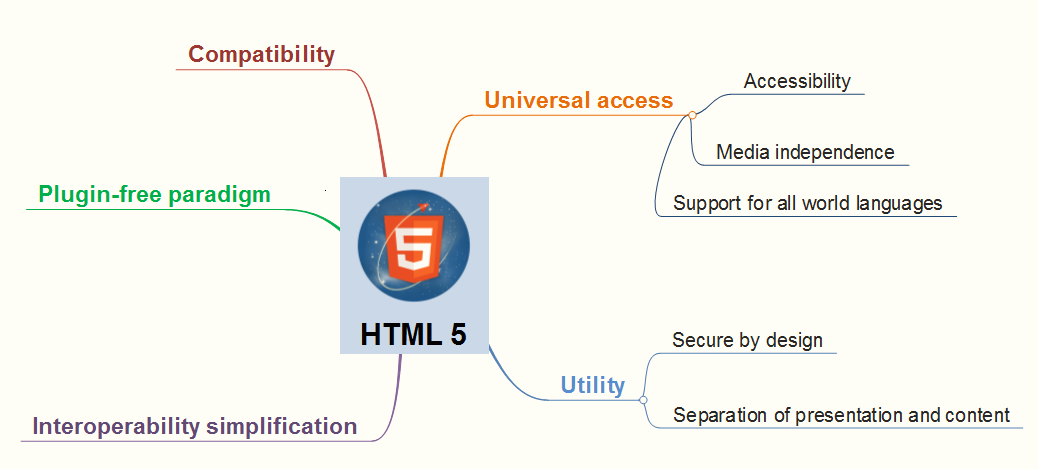 Compatibility
Universal access
Accessibility
Media independence
Support for all world languages
Plugin-free paradigm
5
HTML 5
Secure by design
Utility
Separation of presentation and content
Interoperability simplification